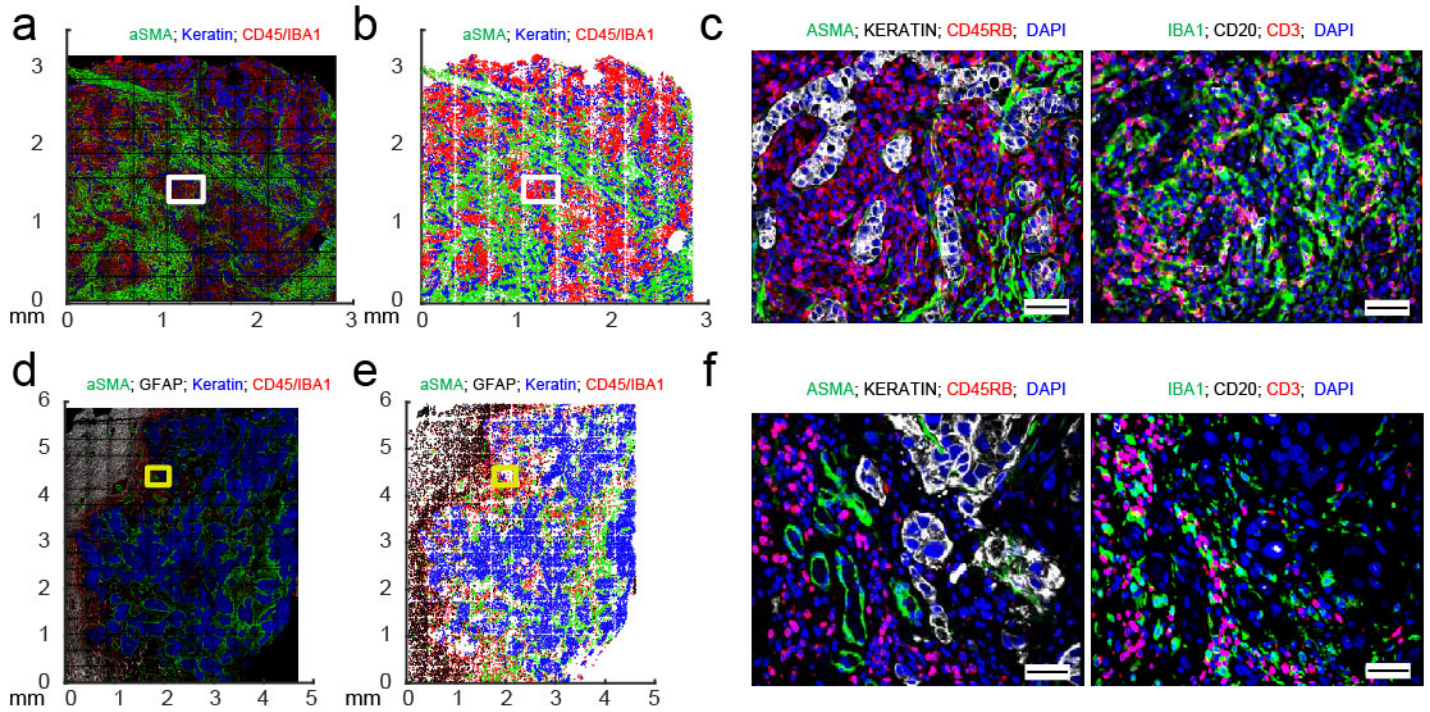 a
aSMA; Keratin; CD45/IBA1
3
2
1
0
mm
0
1
2
3
b
aSMA; Keratin; CD45/IBA1
3
2
1
0
mm
0
1
2
3
c
ASMA; KERATIN; CD45RB; DAPI
IBA1; CD20; CD3; DAPI
d
aSMA; GFAP; Keratin; CD45/IBA1
6
5
4
3
2
1
0
mm
0
1
2
3
4
5
e
aSMA; GFAP; Keratin; CD45/IBA1
6
5
4
3
2
1
0
mm
0
1
2
3
4
5
f
ASMA; KERATIN; CD45RB; DAPI
IBA1; CD20; CD3; DAPI